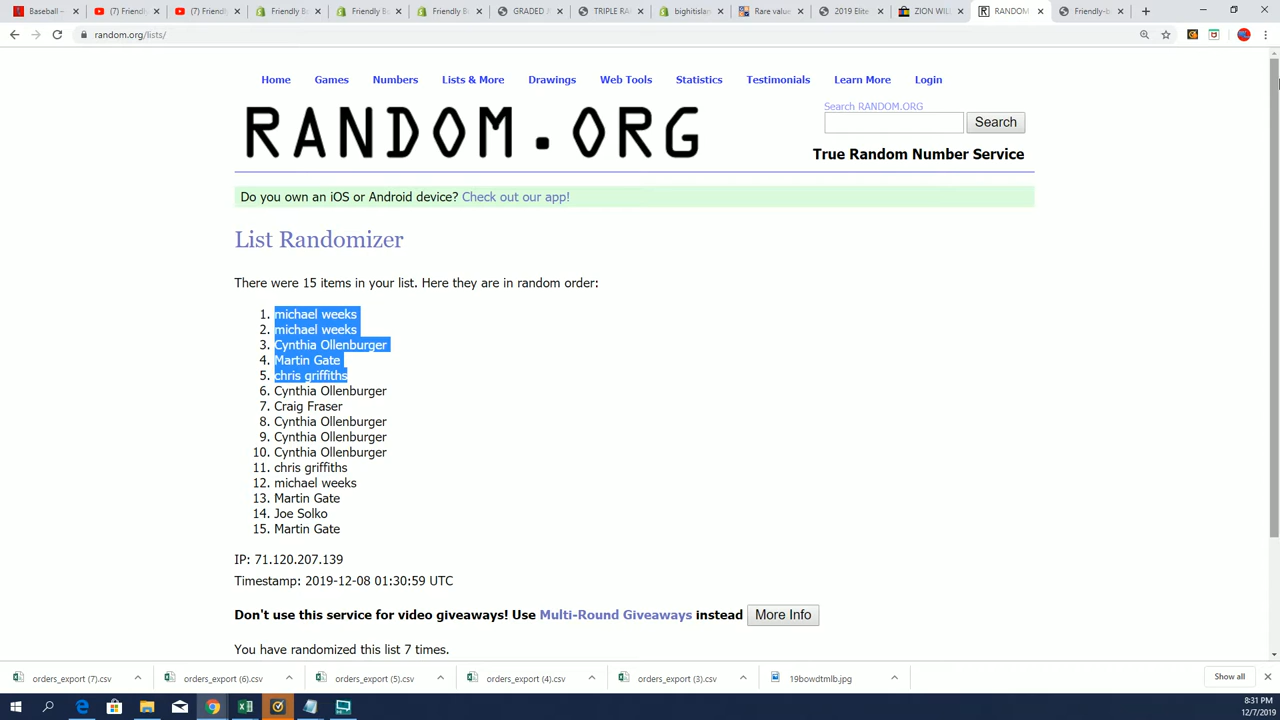 Baseball –
(7) Friendly
(7) Friendly
Friendly B
Friendly Bo
Friendly B
GRADED
TRIPLE RA
bighitislan
Rare value
2019 Elite
ZION WIL
RANDOM
Friendly-b
random.org/lists/
Home Games Numbers Lists & More Drawings Web Tools Statistics Testimonials Learn More Login
RANDOM.ORG
Search RANDOM.ORG
Search
True Random Number Service
Do you own an iOS or Android device? Check out our app!
List Randomizer
There were 15 items in your list. Here they are in random order:
1. michael weeks
2. michael weeks
3. Cynthia Ollenburger
4. Martin Gate
5. chris griffiths
6. Cynthia Ollenburger
7. Craig Fraser
8. Cynthia Ollenburger
9. Cynthia Ollenburger
10. Cynthia Ollenburger
11. chris griffiths
12. michael weeks
13. Martin Gate
14. Joe Solko
15. Martin Gate
IP: 71.120.207.139
Timestamp: 2019-12-08 01:30:59 UTC
Don't use this service for video giveaways! Use Multi-Round Giveaways instead More Info
You have randomized this list 7 times.
orders_export (7).csv orders_export (6).csv orders_export (5).csv orders_export (4).csv orders_export (3).csv 19bowdtmlb.jpg Show all
8:31 PM
12/7/2019